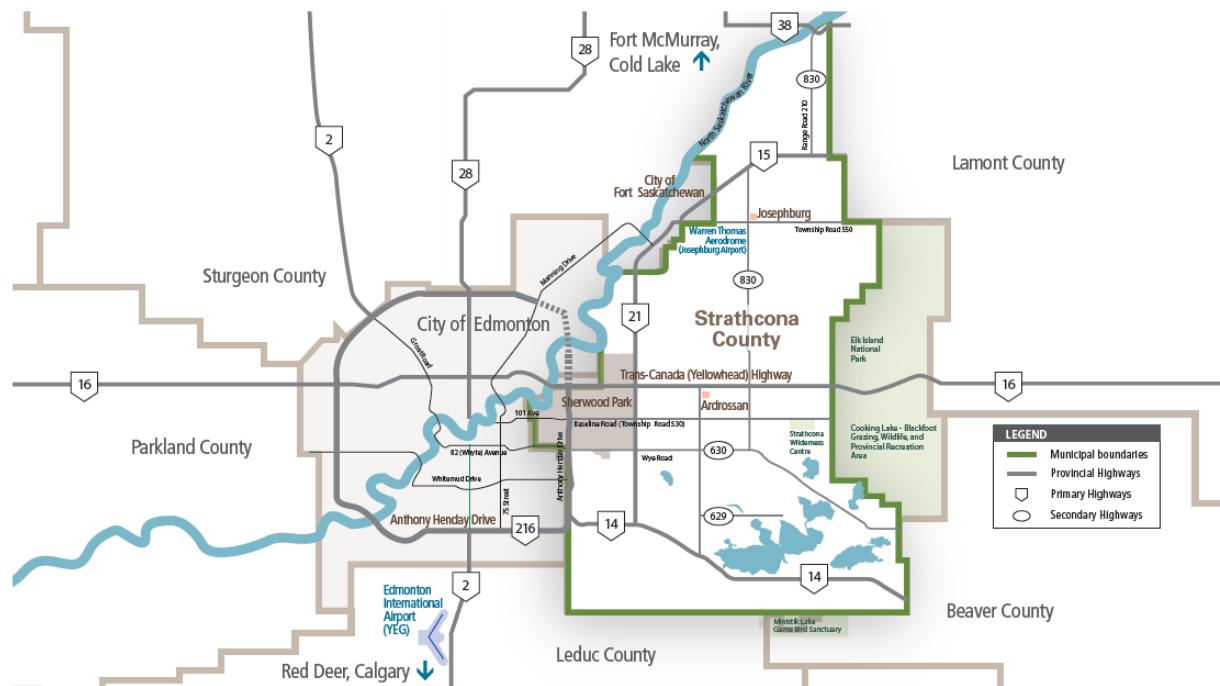 38
28
Fort McMurray,
Cold Lake
830
North Saskatchewan River
Range Road 210
2
15
28
Lamont County
City of
Fort Saskatchewan
Josephburg
Warren Thomas
Aerodrome
(Josephburg Airport)
Township Road 550
Manning Drive
Sturgeon County
830
21
City of Edmonton
Strathcona
County
Groat Road
Elk Island
National
Park
16
Trans-Canada (Yellowhead) Highway
16
Sherwood Park
Ardrossan
101 Ave
Baseline Road (Township Road 530)
Parkland County
82 (Whyte) Avenue
Anthony Henday Drive
Wye Road
630
Strathcona
Wilderness
Centre
Cooking Lake - Blackfoot
Grazing, Wildlife, and
Provincial Recreation
Area
LEGEND
Municipal boundaries
Provincial Highways
Primary Highways
Secondary Highways
Whitemud Drive
75 Street
Anthony Henday Drive
216
14
629
14
2
Edmonton
International
Airport
(YEG)
Beaver County
Ministik Lake
Game Bird Sanctuary
Leduc County
Red Deer, Calgary